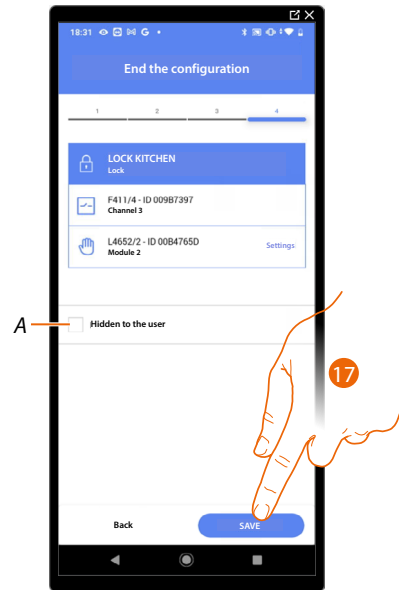 18:31 G
End the configuration
1 2 3 4
LOCK KITCHEN
Lock
F411/4 - ID 009B7397
Channel 3
L4652/2 - ID 00B4765D
Module 2
Settings
A
Hidden to the user
17
Back
SAVE